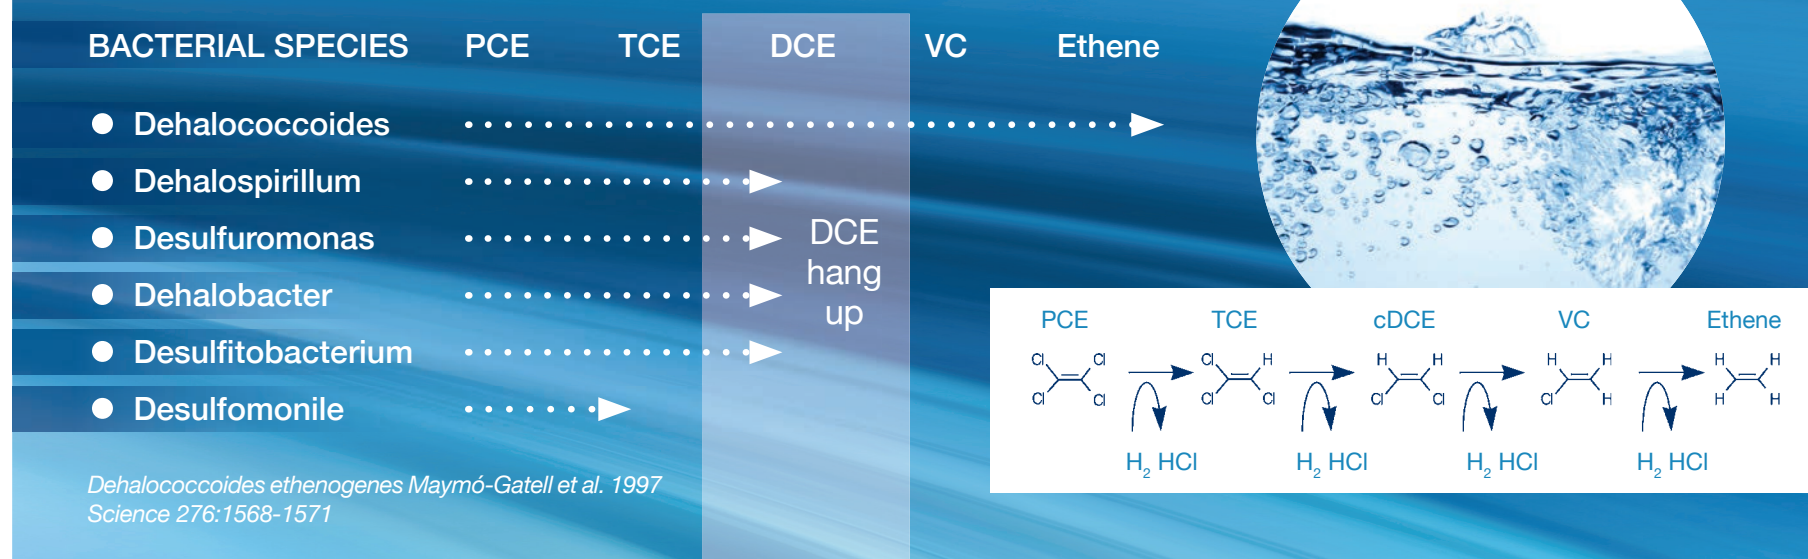 BACTERIAL SPECIES PCE TCE DCE VC Ethene
Dehalococcoides
Dehalospirillum
Desulfuromonas
Dehalobacter
Desulfitobacterium
Desulfomonile
DCE
hang
up
Dehalococcoides ethenogenes Maymó-Gatell et al. 1997
Science 276:1568-1571
PCE TCE cDCE VC Ethene
Cl Cl Cl H H H H H H H
Cl Cl Cl Cl Cl Cl Cl H H H
H₂ HCl H₂ HCl H₂ HCl H₂ HCl